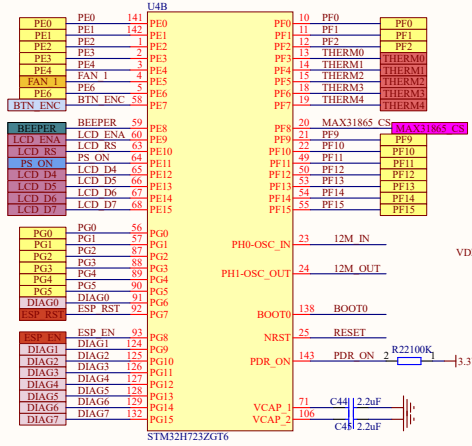 U4B
PE0 PE0 141 PE0 PF0 10 PF0 PF0
PE1 PE1 142 PE1 PF1 11 PF1 PF1
PE2 PE2 1 PE2 PF2 12 PF2 PF2
PE3 PE3 2 PE3 PF3 13 THERM0 THERM0
PE4 PE4 3 PE4 PF4 14 THERM1 THERM1
FAN_1 FAN_1 4 PE5 PF5 15 THERM2 THERM2
PE6 PE6 5 PE6 PF6 18 THERM3 THERM3
BTN_ENC BTN_ENC 58 PE7 PF7 19 THERM4 THERM4
BEEPER BEEPER 59 PE8 PF8 20 MAX31865_CS MAX31865_CS
LCD_ENA LCD_ENA 60 PE9 PF9 21 PF9 PF9
LCD_RS LCD_RS 63 PE10 PF10 22 PF10 PF10
PS_ON PS_ON 64 PE11 PF11 49 PF11 PF11
LCD_D4 LCD_D4 65 PE12 PF12 50 PF12 PF12
LCD_D5 LCD_D5 66 PE13 PF13 53 PF13 PF13
LCD_D6 LCD_D6 67 PE14 PF14 54 PF14 PF14
LCD_D7 LCD_D7 68 PE15 PF15 55 PF15 PF15
PG0 PG0 56 PG0
PG1 PG1 57 PG1 PH0-OSC_IN 23 12M_IN
PG2 PG2 87 PG2 VD
PG3 PG3 88 PG3
PG4 PG4 89 PG4 PH1-OSC_OUT 24 12M_OUT
PG5 PG5 90 PG5
DIAG0 DIAG0 91 PG6
ESP_RST ESP_RST 92 PG7 BOOT0 138 BOOT0
ESP_EN ESP_EN 93 PG8 NRST 25 RESET
DIAG1 DIAG1 124 PG9
DIAG2 DIAG2 125 PG10 PDR_ON 143 PDR_ON 2 R22 100K 1 3.3
DIAG3 DIAG3 126 PG11
DIAG4 DIAG4 127 PG12
DIAG5 DIAG5 128 PG13
DIAG6 DIAG6 129 PG14 VCAP_1 71 C44 2.2uF
DIAG7 DIAG7 132 PG15 VCAP_2 106 C45 2.2uF
STM32H723ZGT6